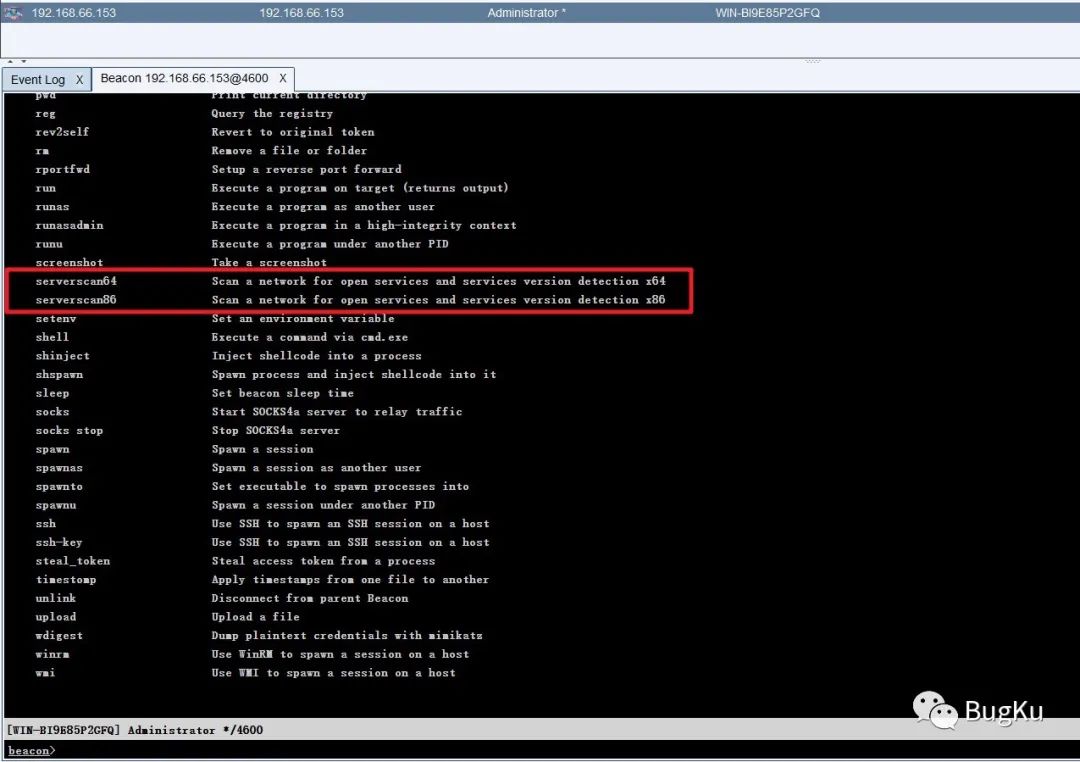 192.168.66.153 192.168.66.153 Administrator * WIN-BI9E85P2GFQ
Event Log X Beacon 192.168.66.153@4600 X
pwd Print current directory
reg Query the registry
rev2self Revert to original token
rm Remove a file or folder
rportfwd Setup a reverse port forward
run Execute a program on target (returns output)
runas Execute a program as another user
runasadmin Execute a program in a high-integrity context
runu Execute a program under another PID
screenshot Take a screenshot
serverscan64 Scan a network for open services and services version detection x64
serverscan86 Scan a network for open services and services version detection x86
setenv Set an environment variable
shell Execute a command via cmd.exe
shinject Inject shellcode into a process
shspawn Spawn process and inject shellcode into it
sleep Set beacon sleep time
socks Start SOCKS4a server to relay traffic
socks stop Stop SOCKS4a server
spawn Spawn a session
spawnas Spawn a session as another user
spawnto Set executable to spawn processes into
spawnu Spawn a session under another PID
ssh Use SSH to spawn an SSH session on a host
ssh-key Use SSH to spawn an SSH session on a host
steal_token Steal access token from a process
timestomp Apply timestamps from one file to another
unlink Disconnect from parent Beacon
upload Upload a file
wdigest Dump plaintext credentials with mimikatz
winrm Use WinRM to spawn a session on a host
wmi Use WMI to spawn a session on a host
BugKu
[WIN-BI9E85P2GFQ] Administrator */4600
beacon>